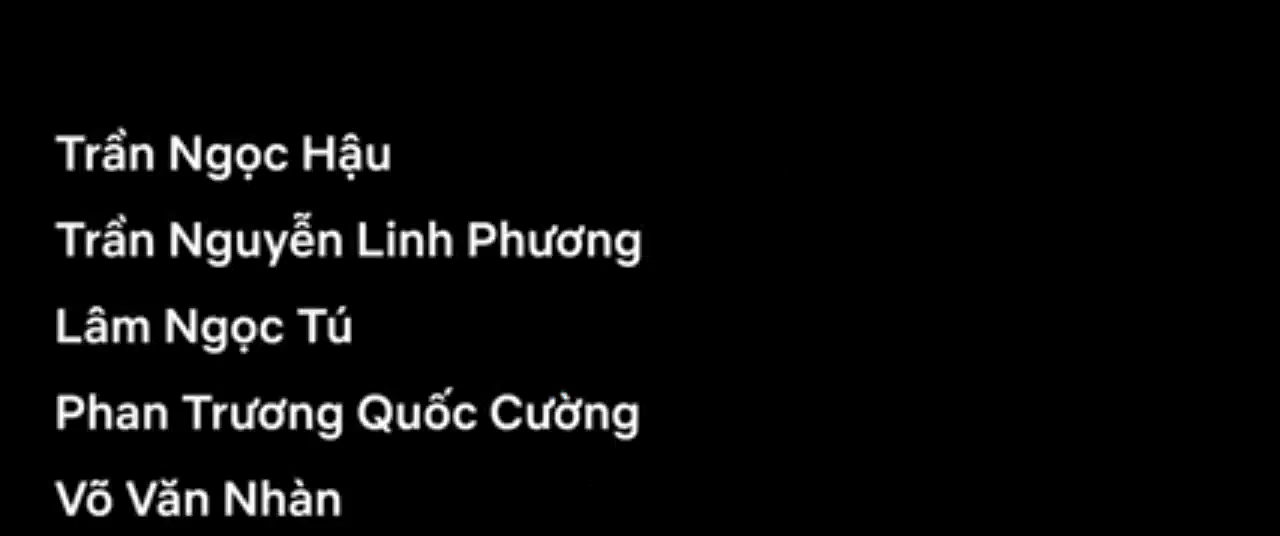 Trần Ngọc Hậu
Trần Nguyễn Linh Phương
Lâm Ngọc Tú
Phan Trương Quốc Cường
Võ Văn Nhàn